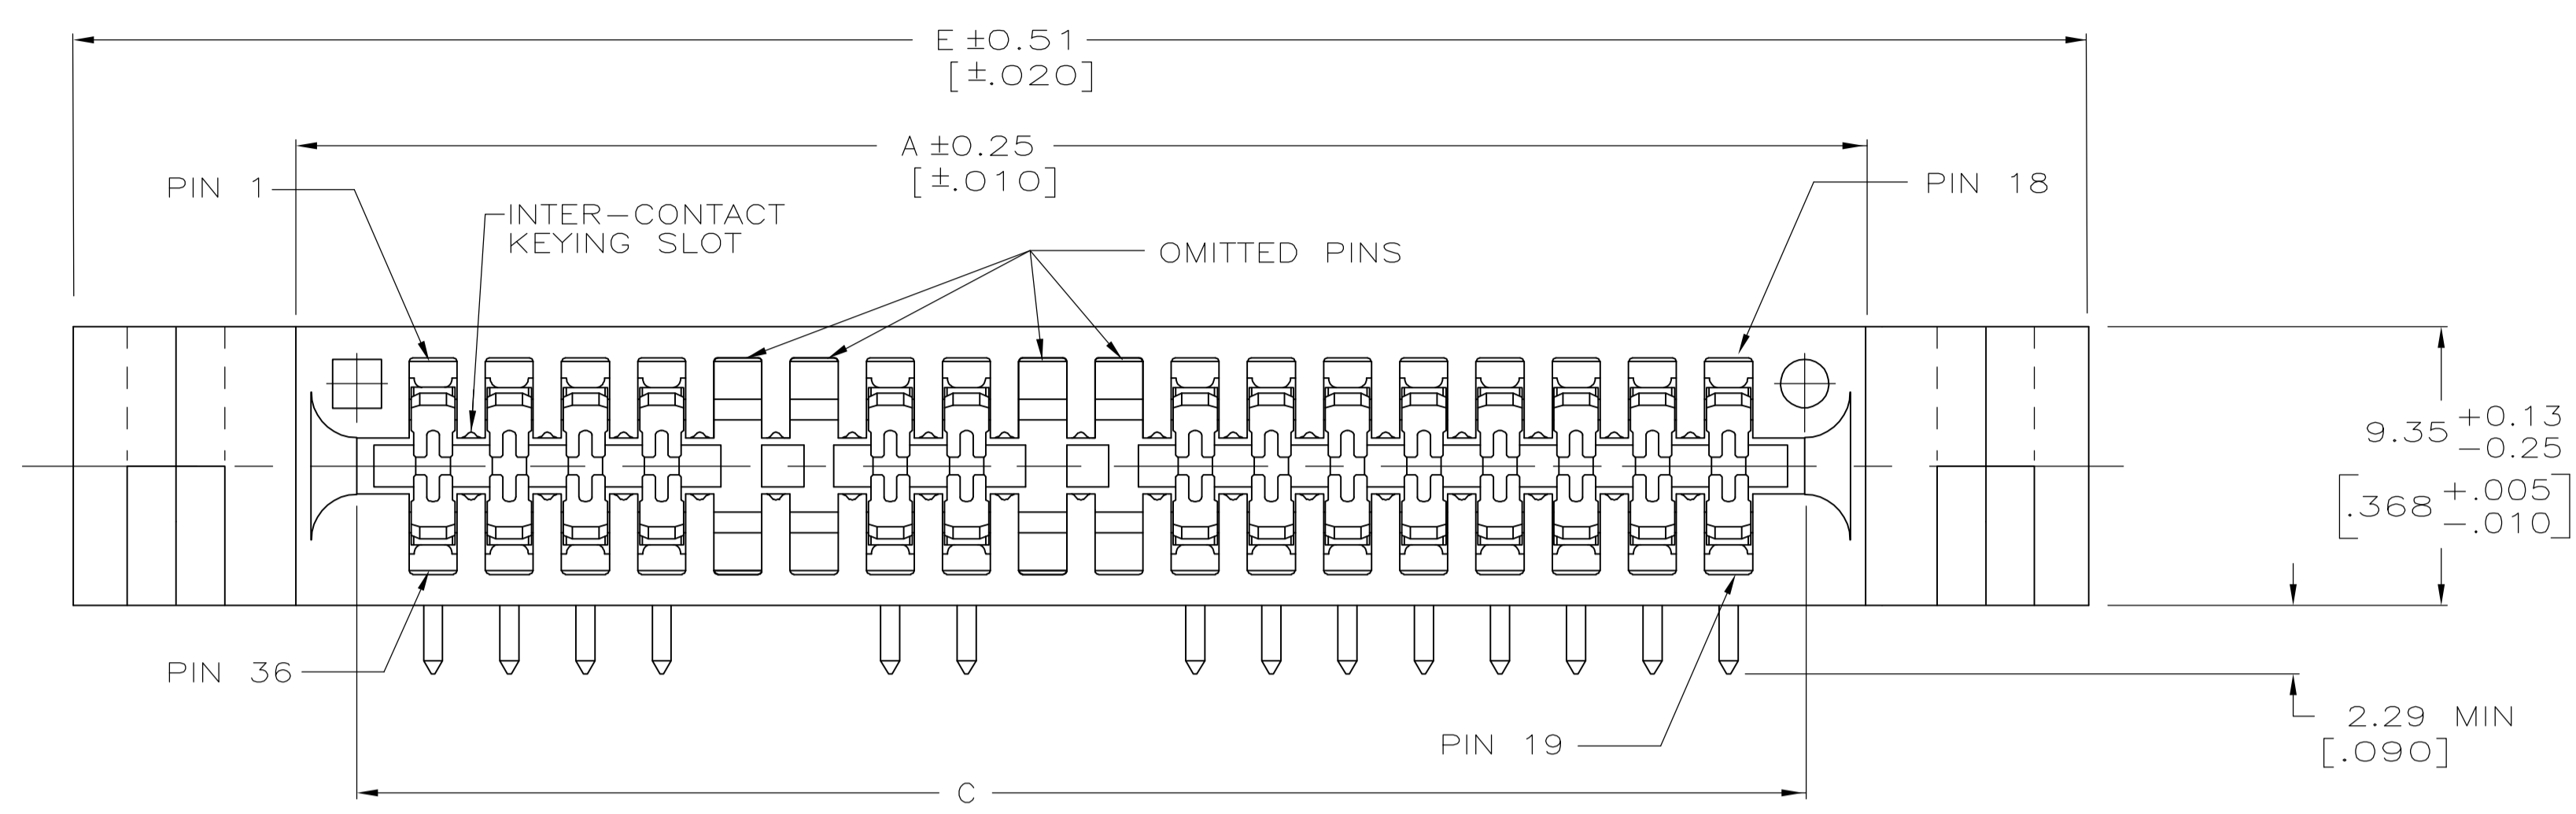 E ±0.51
[±.020]
A ±0.25
[±.010]
PIN 1
PIN 18
INTER-CONTACT
KEYING SLOT
OMITTED PINS
9.35 +0.13
-0.25
[.368 +.005
-.010]
PIN 36
PIN 19
2.29 MIN
[.090]
C